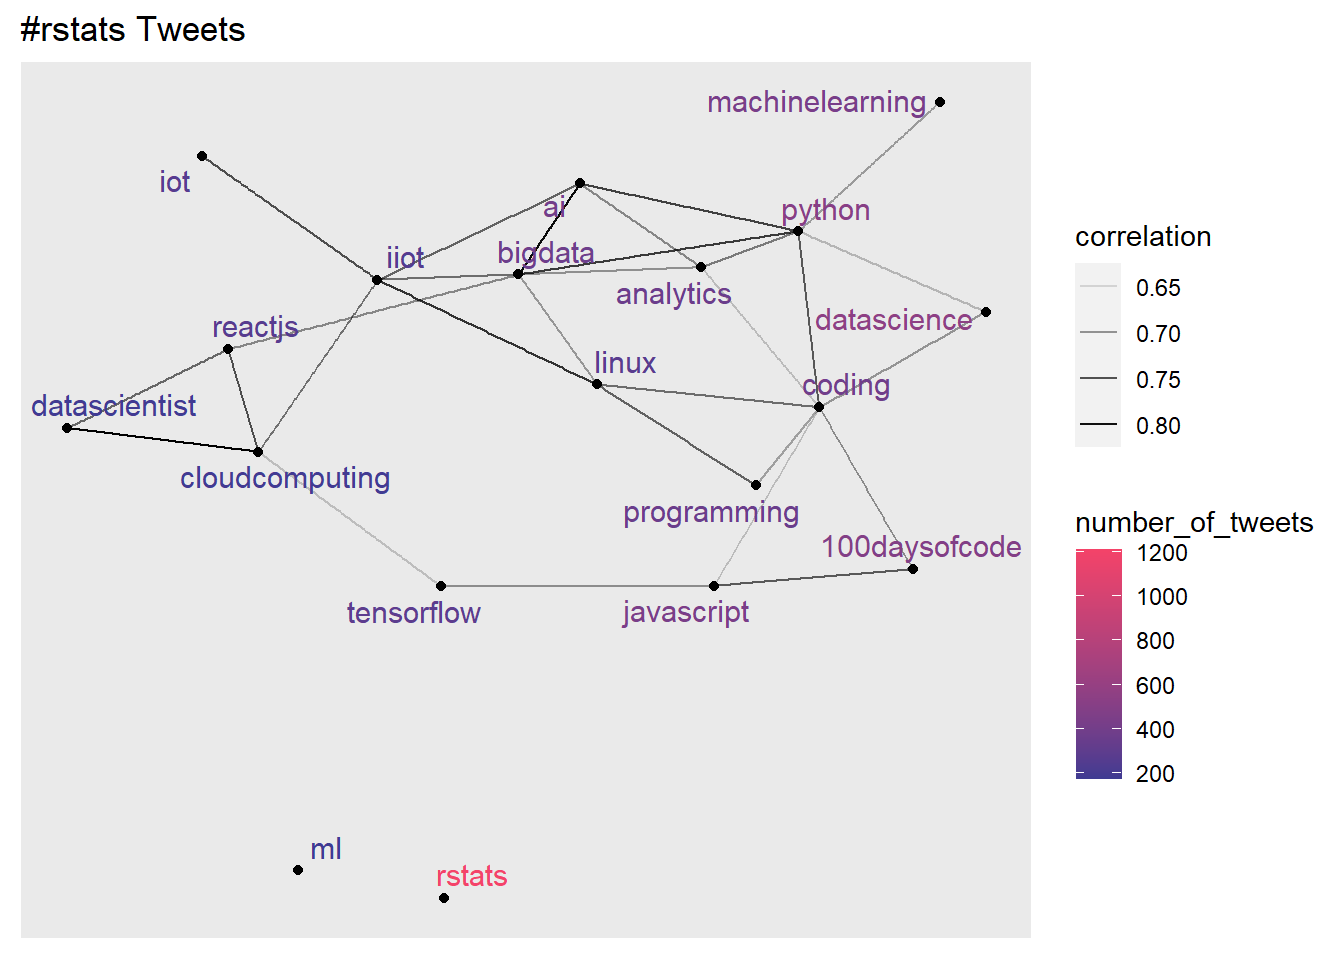 #rstats Tweets
machinelearning
iot
ai
python
iiot
bigdata
analytics
datascience
reactjs
linux
coding
datascientist
cloudcomputing
programming
100daysofcode
tensorflow
javascript
ml
rstats
correlation
0.65
0.70
0.75
0.80
number_of_tweets
1200
1000
800
600
400
200